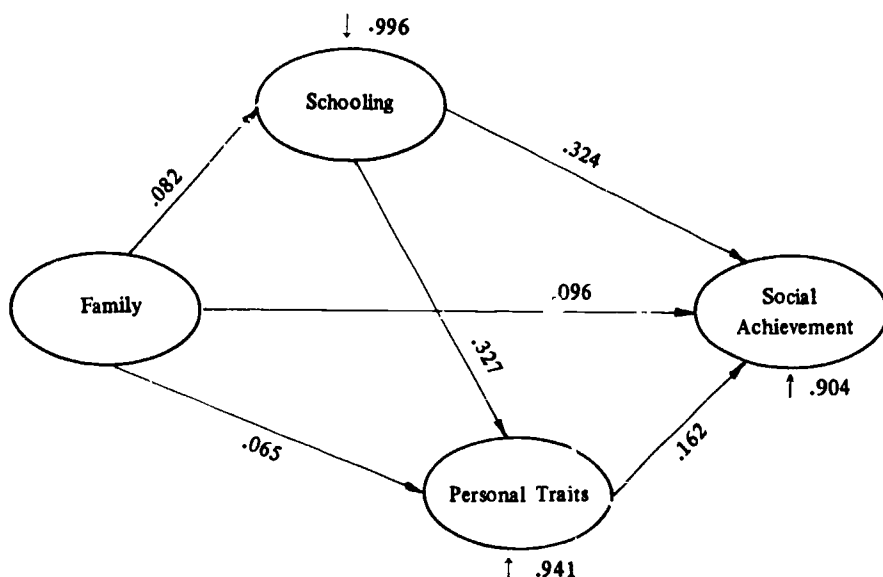 ↓ .996
Schooling
.324
.082
Family
.096
Social
Achievement
.327
↑ .904
.065
.162
Personal Traits
↑ .941